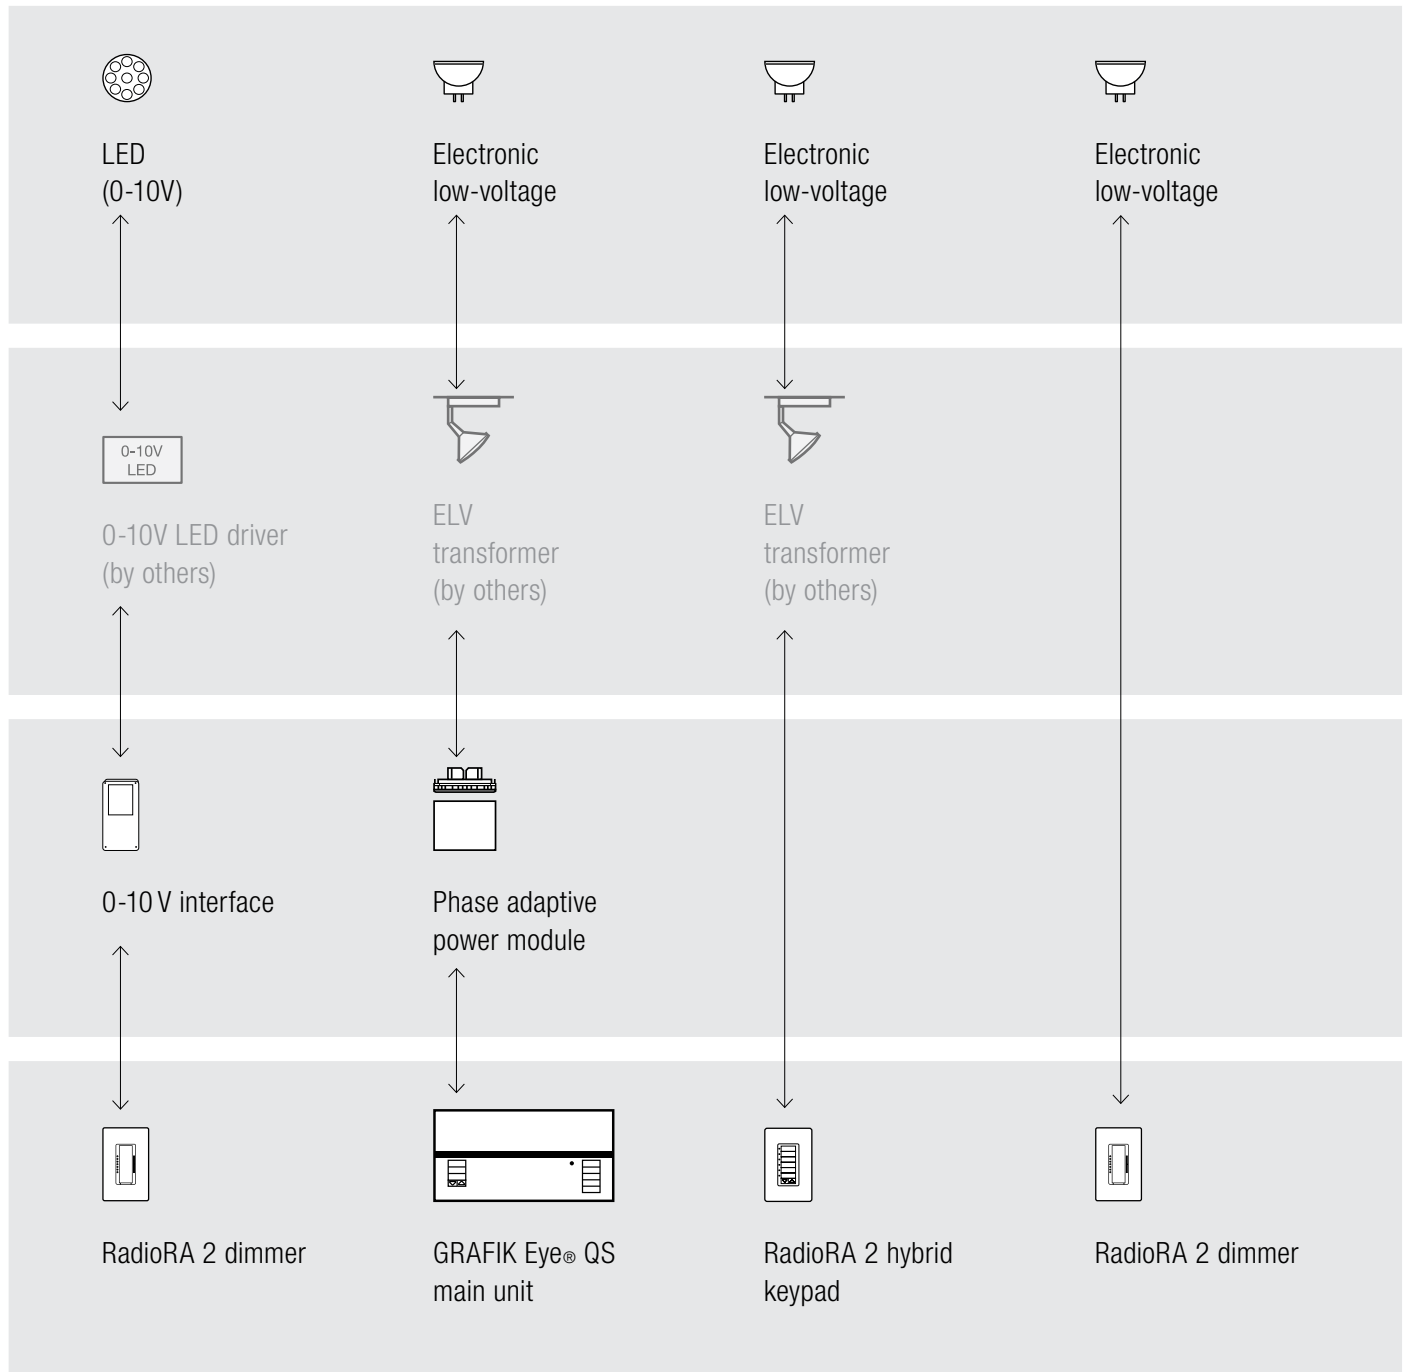 LED
(0-10V)
Electronic
low-voltage
Electronic
low-voltage
Electronic
low-voltage
0-10V
LED
0-10V LED driver
(by others)
ELV
transformer
(by others)
ELV
transformer
(by others)
0-10 V interface
Phase adaptive
power module
RadioRA 2 dimmer
GRAFIK Eye® QS
main unit
RadioRA 2 hybrid
keypad
RadioRA 2 dimmer